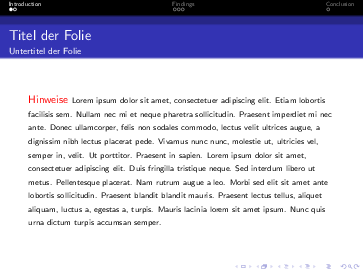 Introduction Findings Conclusion
Titel der Folie
Untertitel der Folie
Hinweise Lorem ipsum dolor sit amet, consectetuer adipiscing elit. Etiam lobortis
facilisis sem. Nullam nec mi et neque pharetra sollicitudin. Praesent imperdiet mi nec
ante. Donec ullamcorper, felis non sodales commodo, lectus velit ultrices augue, a
dignissim nibh lectus placerat pede. Vivamus nunc nunc, molestie ut, ultricies vel,
semper in, velit. Ut porttitor. Praesent in sapien. Lorem ipsum dolor sit amet,
consectetuer adipiscing elit. Duis fringilla tristique neque. Sed interdum libero ut
metus. Pellentesque placerat. Nam rutrum augue a leo. Morbi sed elit sit amet ante
lobortis sollicitudin. Praesent blandit blandit mauris. Praesent lectus tellus, aliquet
aliquam, luctus a, egestas a, turpis. Mauris lacinia lorem sit amet ipsum. Nunc quis
urna dictum turpis accumsan semper.